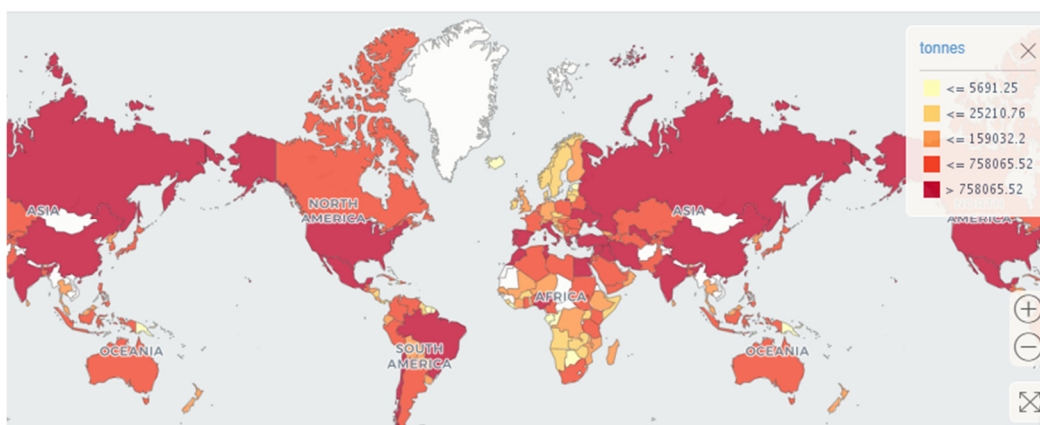 tonnes
<= 5691.25
<= 25210.76
<= 159032.2
<= 758065.52
> 758065.52
ASIA
NORTH
AMERICA
ASIA
AMERICA
AFRICA
OCEANIA
SOUTH
AMERICA
OCEANIA